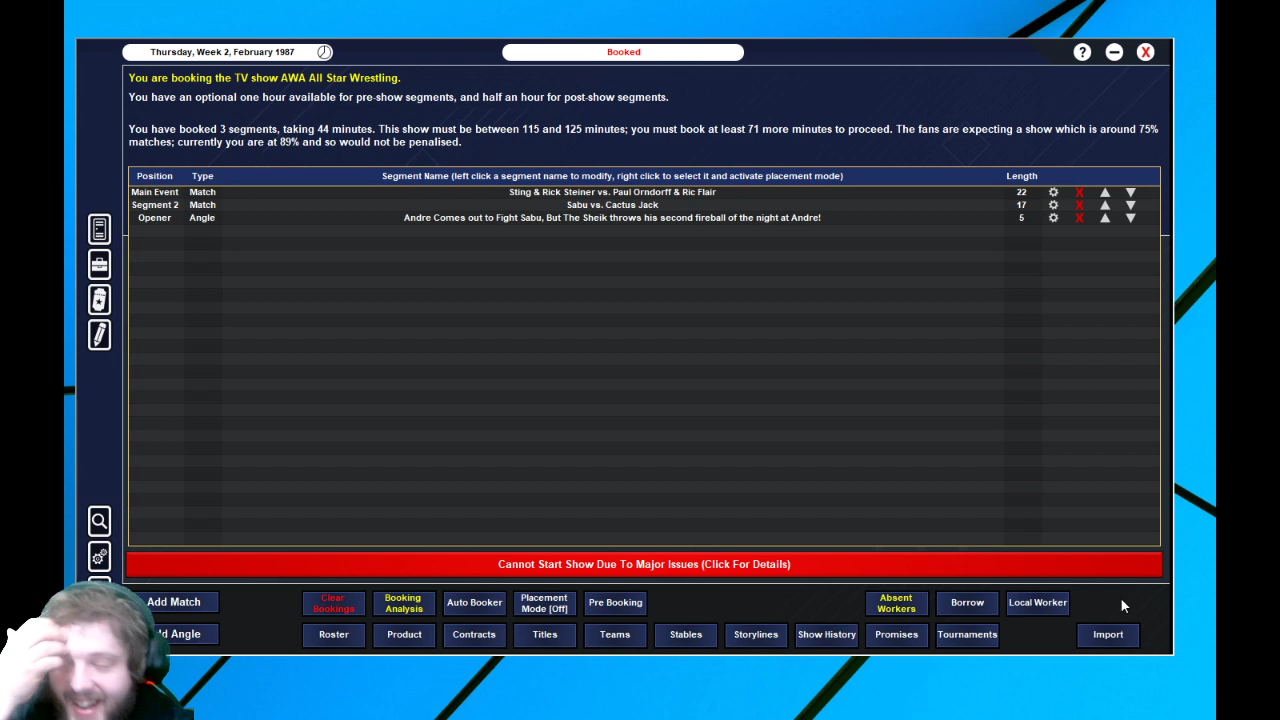 Thursday, Week 2, February 1987
Booked
?
X
You are booking the TV show AWA All Star Wrestling.
You have an optional one hour available for pre-show segments, and half an hour for post-show segments.
You have booked 3 segments, taking 44 minutes. This show must be between 115 and 125 minutes; you must book at least 71 more minutes to proceed. The fans are expecting a show which is around 75%
matches; currently you are at 89% and so would not be penalised.
Position Type Segment Name (left click a segment name to modify, right click to select it and activate placement mode) Length
Main Event Match Sting & Rick Steiner vs. Paul Orndorff & Ric Flair 22 X
Segment 2 Match Sabu vs. Cactus Jack 17 X
Opener Angle Andre Comes out to Fight Sabu, But The Sheik throws his second fireball of the night at Andre! 5 X
Cannot Start Show Due To Major Issues (Click For Details)
Add Match
Clear
Bookings
Booking
Analysis
Auto Booker
Placement
Mode [Off]
Pre Booking
Absent
Workers
Borrow
Local Worker
Angle
Roster
Product
Contracts
Titles
Teams
Stables
Storylines
Show History
Promises
Tournaments
Import